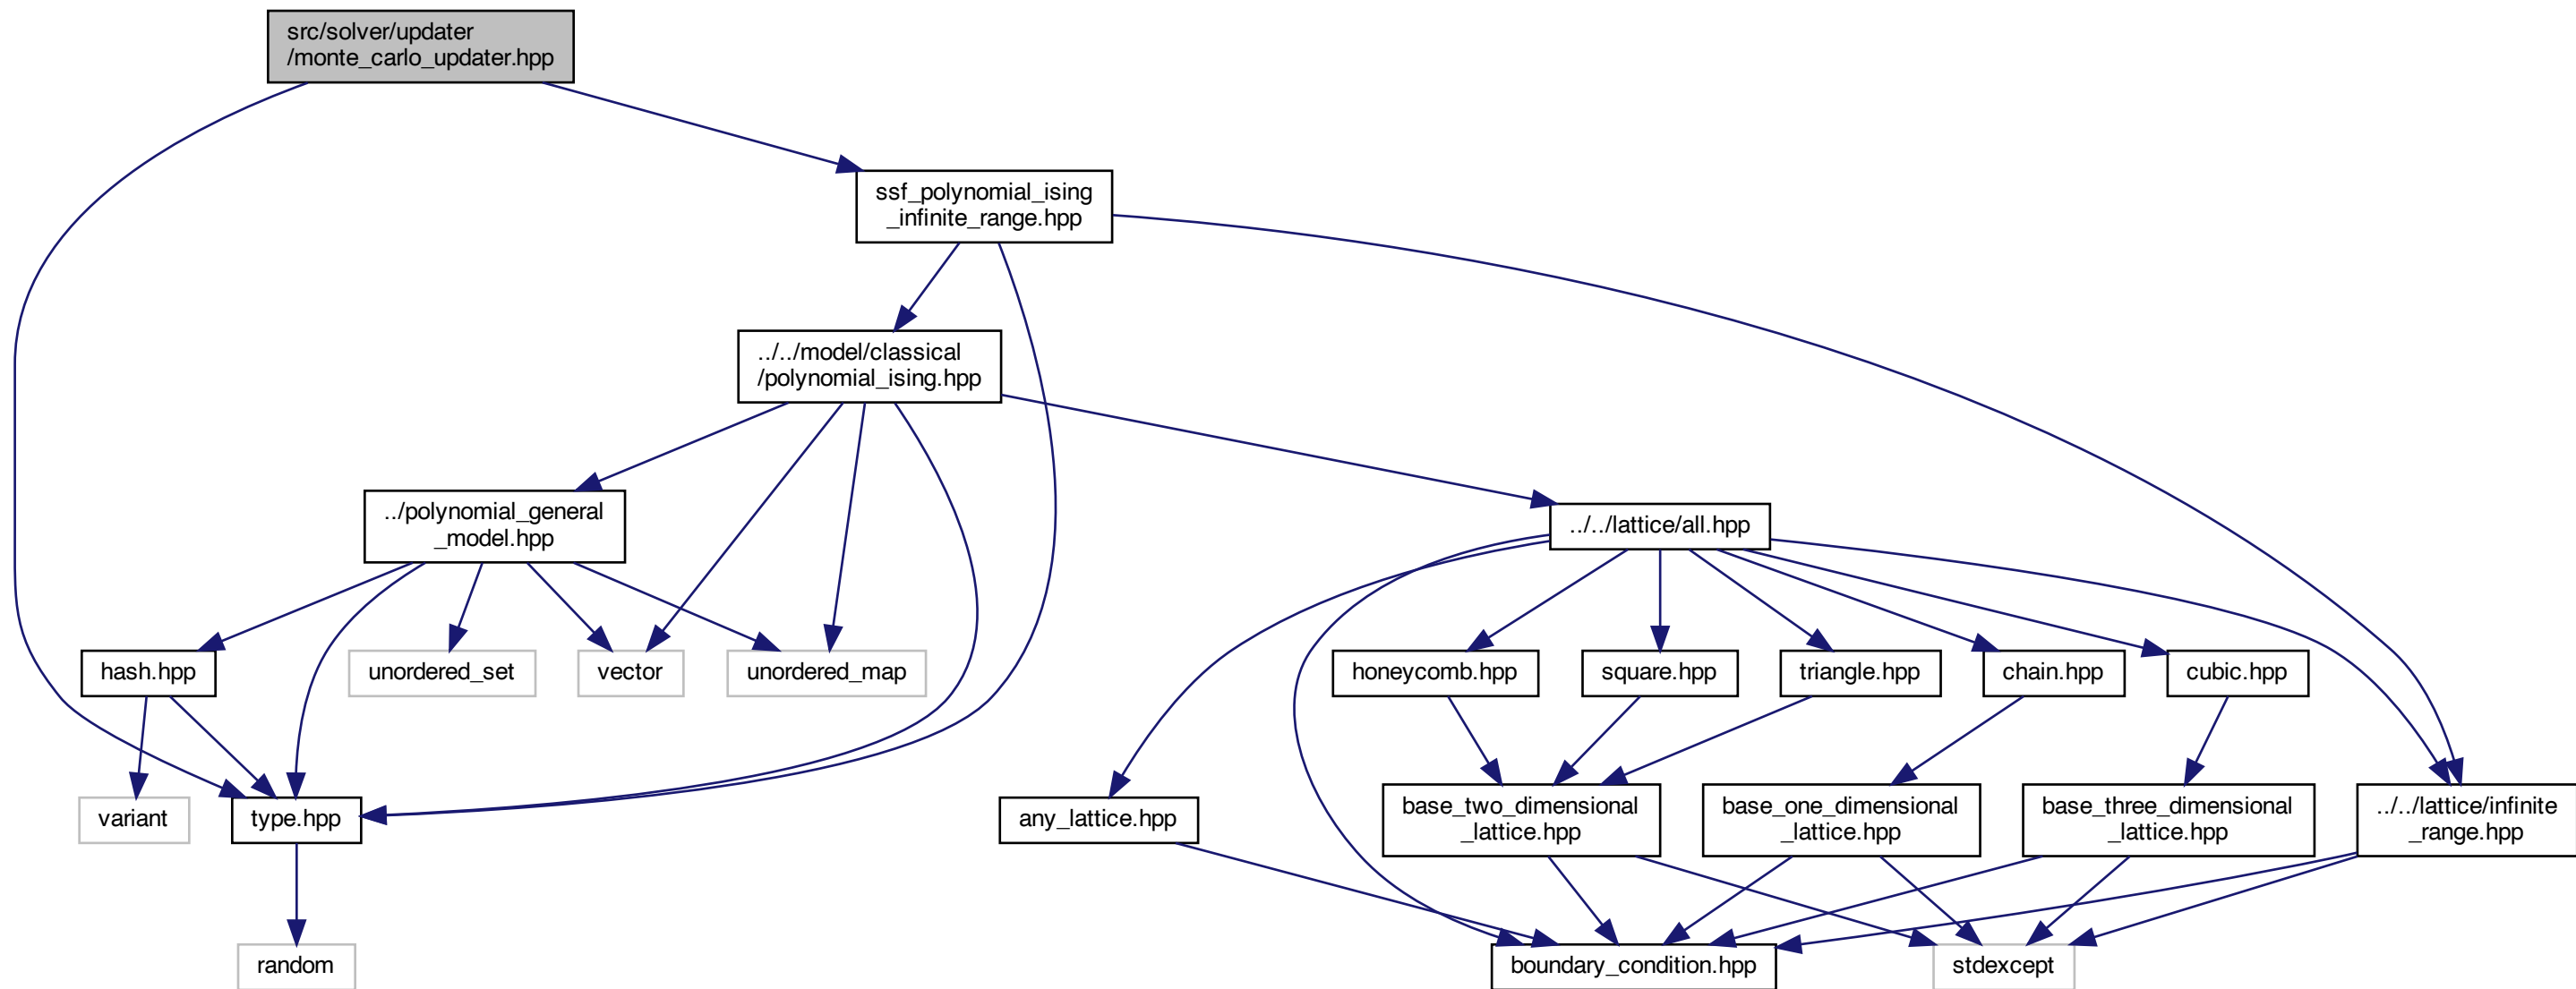 src/solver/updater
/monte_carlo_updater.hpp
ssf_polynomial_ising
_infinite_range.hpp
../../model/classical
/polynomial_ising.hpp
../polynomial_general
_model.hpp
../../lattice/all.hpp
hash.hpp
unordered_set
vector
unordered_map
honeycomb.hpp
square.hpp
triangle.hpp
chain.hpp
cubic.hpp
variant
type.hpp
any_lattice.hpp
base_two_dimensional
_lattice.hpp
base_one_dimensional
_lattice.hpp
base_three_dimensional
_lattice.hpp
../../lattice/infinite
_range.hpp
random
boundary_condition.hpp
stdexcept